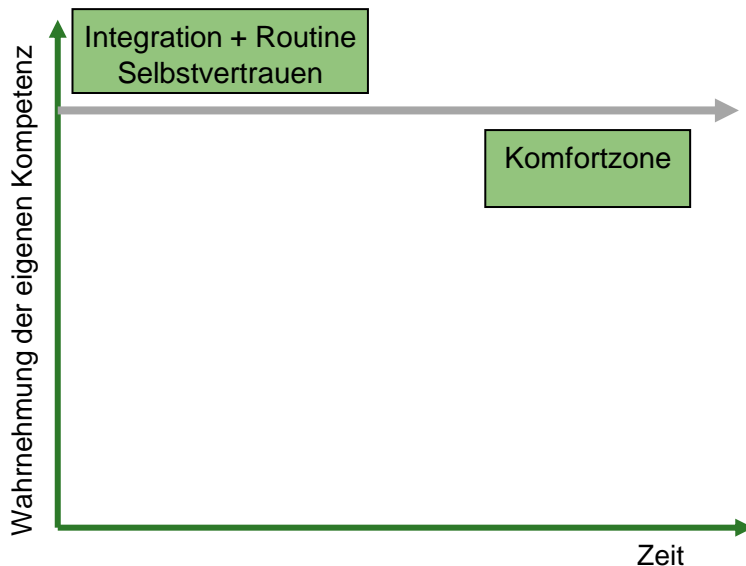 Integration + Routine
Selbstvertrauen
Komfortzone
Wahrnehmung der eigenen Kompetenz
Zeit